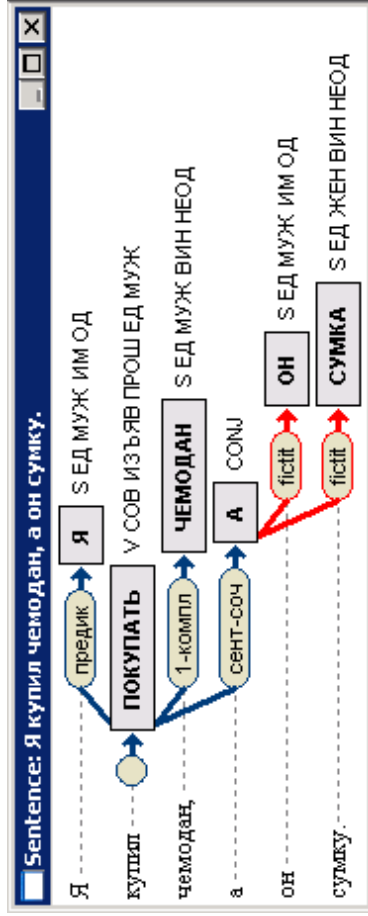 Sentence: Я купил чемодан, а он сумку.
Я предик Я S ЕД МУЖ ИМ ОД
купил ПОКУПАТЬ V СОВ ИЗЪЯВ ПРОШ ЕД МУЖ
чемодан, 1-компл ЧЕМОДАН S ЕД МУЖ ВИН НЕОД
а сент-соч А CONJ
он fictit ОН S ЕД МУЖ ИМ ОД
сумку. fictit СУМКА S ЕД ЖЕН ВИН НЕОД